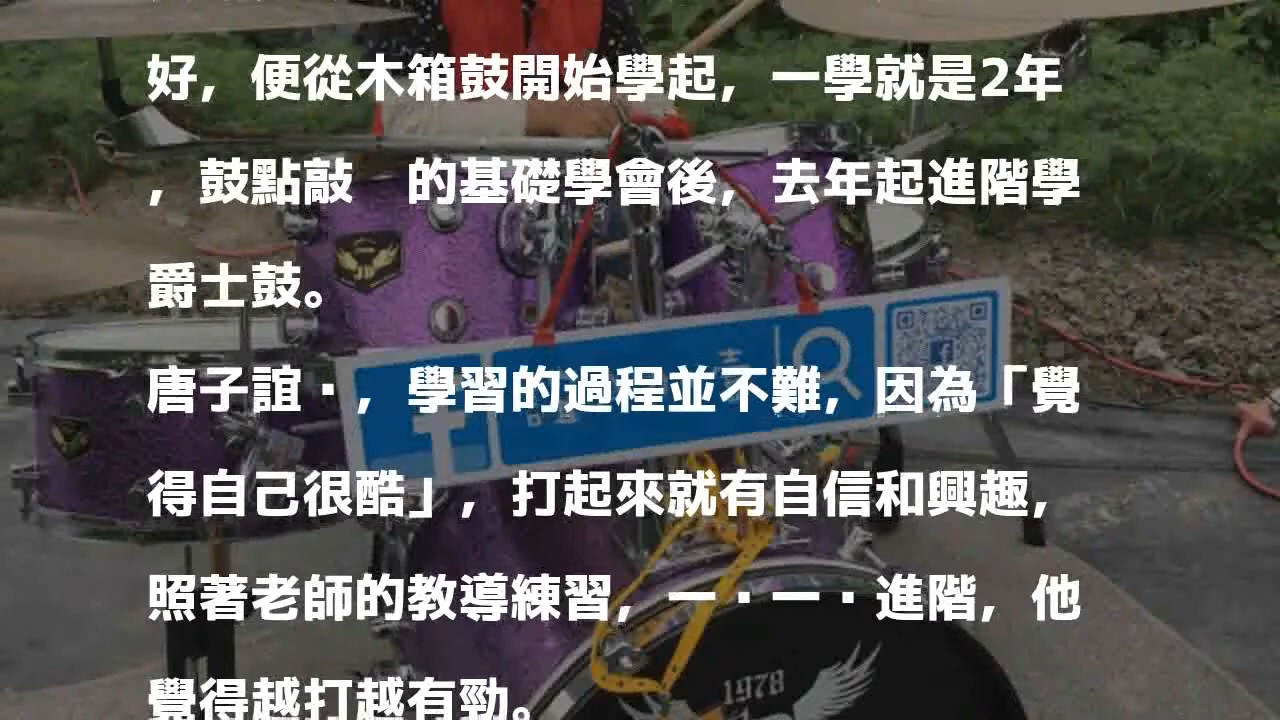 好，便從木箱鼓開始學起，一學就是2年
，鼓點敲　的基礎學會後，去年起進階學
爵士鼓。
唐子誼·，學習的過程並不難，因為「覺
得自己很酷」，打起來就有自信和興趣，
照著老師的教導練習，一·一·進階，他
覺得越打越有勁。
1978